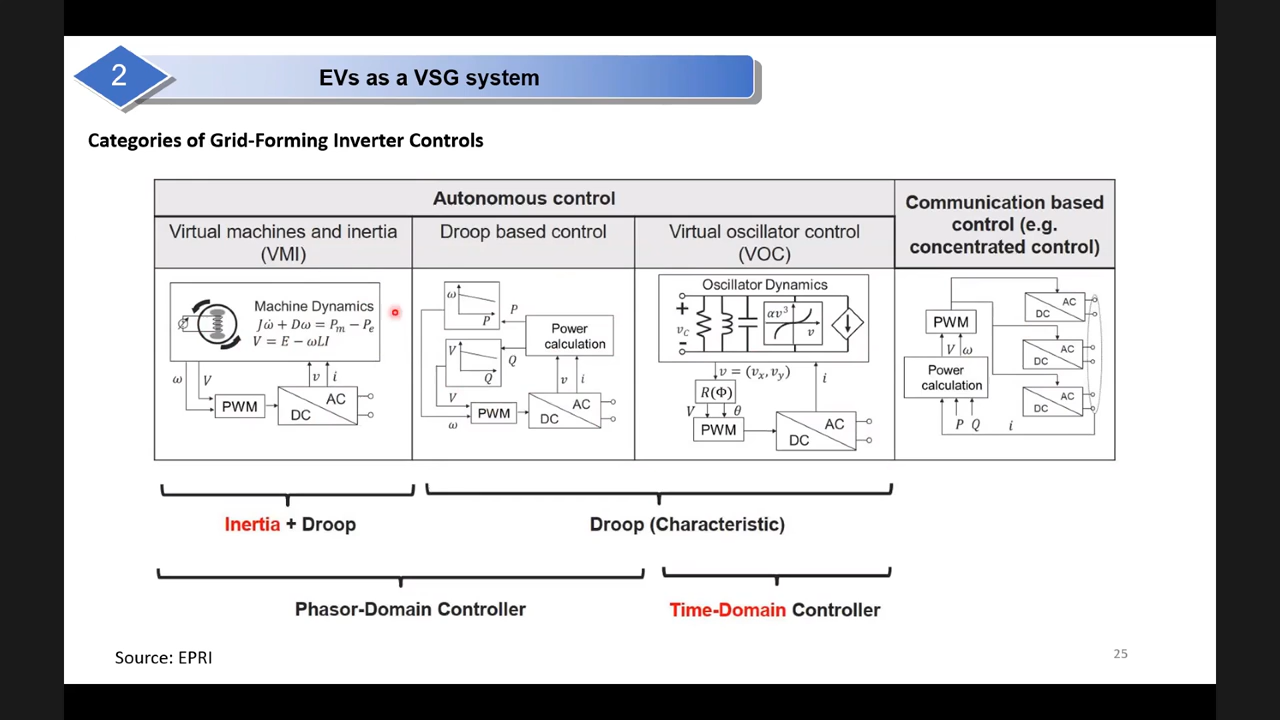 2
EVs as a VSG system
Categories of Grid-Forming Inverter Controls
Autonomous control
Communication based
control (e.g.
concentrated control)
Virtual machines and inertia
(VMI)
Droop based control
Virtual oscillator control
(VOC)
Machine Dynamics
Jω̇ + Dω = Pₘ − Pₑ
V = E − ωLI
ω
V
v
i
PWM
AC
DC
ω
P
P
Power
calculation
V
Q
Q
v
i
V
ω
PWM
AC
DC
Oscillator Dynamics
+
v_C
-
αv³
v
v = (vₓ, v_y)
i
R(Φ)
V
θ
PWM
AC
DC
PWM
V ω
Power
calculation
P Q
i
AC
DC
AC
DC
AC
DC
Inertia + Droop
Droop (Characteristic)
Phasor-Domain Controller
Time-Domain Controller
Source: EPRI
25